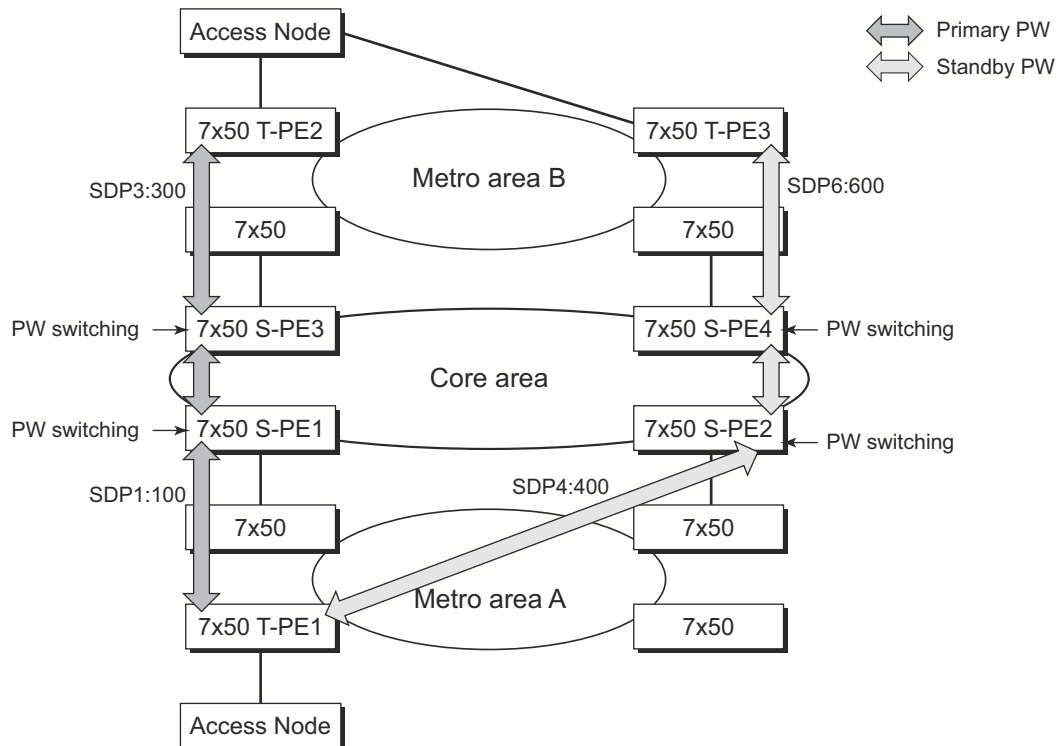 Access Node
Primary PW
Standby PW
7x50 T-PE2
7x50 T-PE3
Metro area B
SDP3:300
SDP6:600
7x50
7x50
PW switching
7x50 S-PE3
7x50 S-PE4
PW switching
Core area
PW switching
7x50 S-PE1
7x50 S-PE2
PW switching
SDP1:100
SDP4:400
7x50
7x50
Metro area A
7x50 T-PE1
7x50
Access Node